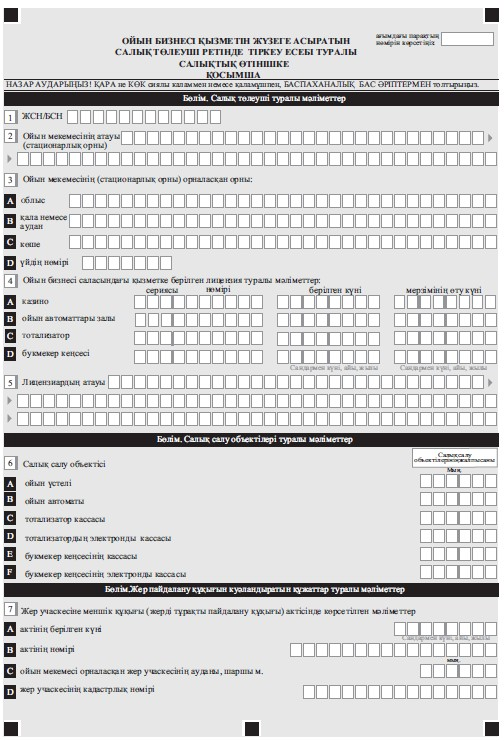 ОЙЫН БИЗНЕСІ ҚЫЗМЕТІН ЖҮЗЕГЕ АСЫРАТЫН
САЛЫҚ ТӨЛЕУШІ РЕТІНДЕ ТІРКЕУ ЕСЕБІ ТУРАЛЫ
САЛЫҚТЫҚ ӨТІНІШКЕ
ҚОСЫМША
ағымдағы парақтың
нөмірін көрсетіңіз
НАЗАР АУДАРЫҢЫЗ! ҚАРА не КӨК сиялы қаламмен немесе қаламұшпен, БАСПАХАНАЛЫҚ БАС ӘРІПТЕРМЕН толтырыңыз.
Бөлім. Салық төлеуші туралы мәліметтер
1 ЖСН/БСН
2 Ойын мекемесінің атауы
(стационарлық орны)
3 Ойын мекемесінің (стационарлық орны) орналасқан орны:
A облыс
B қала немесе
аудан
C көше
D үйдің нөмірі
4 Ойын бизнесі саласындағы қызметке берілген лицензия туралы мәліметтер:
сериясы нөмірі берілген күні мерзімінің өту күні
A казино
B ойын автоматтары залы
C тотализатор
D букмекер кеңсесі
Сандармен күні, айы, жылы Сандармен күні, айы, жылы
5 Лицензиардың атауы
Бөлім. Салық салу объектілері туралы мәліметтер
6 Салық салу объектісі
Салық салу
объектілерінің жалпы саны
Мың.
A ойын үстелі
B ойын автоматы
C тотализатор кассасы
D тотализатордың электронды кассасы
E букмекер кеңсесінің кассасы
F букмекер кеңсесінің электронды кассасы
Бөлім.Жер пайдалану құқығын куәландыратын құжаттар туралы мәліметтер
7 Жер учаскесіне меншік құқығы (жерді тұрақты пайдалану құқығы) актісінде көрсетілген мәліметтер
A актінің берілген күні
Сандармен күні, айы, жылы
B актінің нөмірі
мың.
C ойын мекемесі орналасқан жер учаскесінің ауданы, шаршы м.
D жер учаскесінің кадастрлық нөмірі